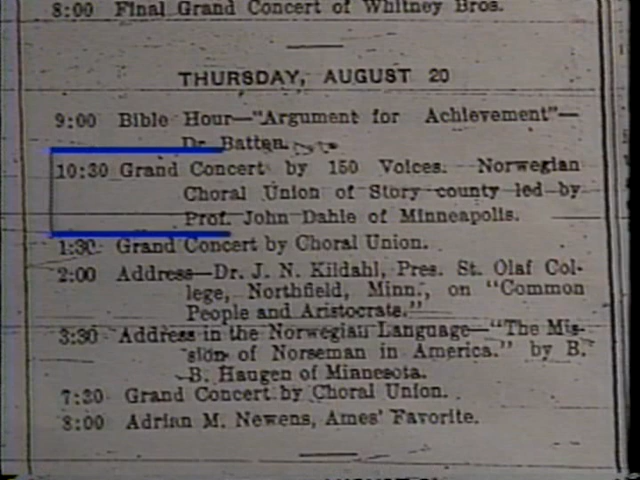 8:00 Final Grand Concert of Whitney Bros.
THURSDAY, AUGUST 20
9:00 Bible Hour—"Argument for Achievement"—
Dr. Batten.
10:30 Grand Concert by 150 Voices. Norwegian
Choral Union of Story county led by
Prof. John Dahle of Minneapolis.
1:30 Grand Concert by Choral Union.
2:00 Address—Dr. J. N. Kildahl, Pres. St. Olaf Col-
lege, Northfield, Minn., on "Common
People and Aristocrats."
3:30 Address in the Norwegian Language—"The Mis-
sion of Norseman in America." by B.
B. Haugen of Minnesota.
7:30 Grand Concert by Choral Union.
8:00 Adrian M. Newens, Ames' Favorite.